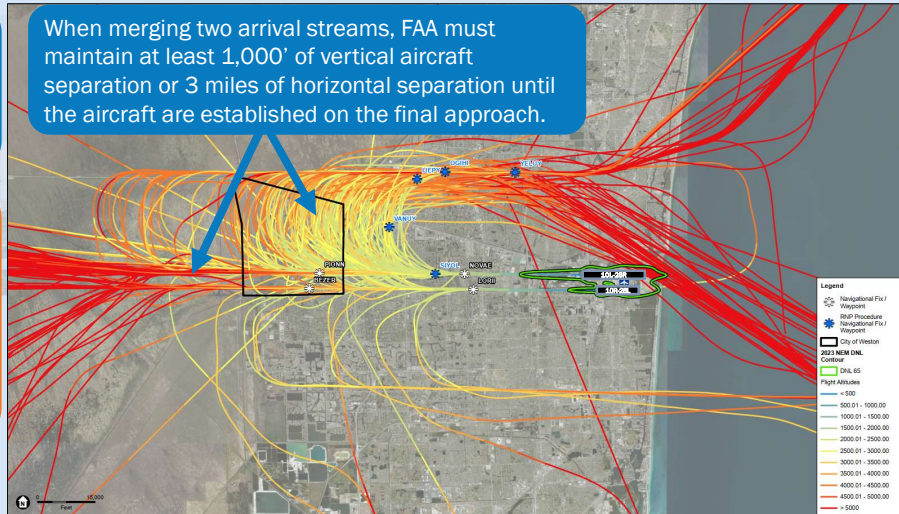 When merging two arrival streams, FAA must
maintain at least 1,000’ of vertical aircraft
separation or 3 miles of horizontal separation until
the aircraft are established on the final approach.
OGIHI
YELUY
VANUY
PIONN
NOVAE
BEZER
LORII
10L-28R
10R-28L
Legend
Navigational Fix /
Waypoint
RNP Procedure
Navigational Fix /
Waypoint
City of Weston
2023 NEM DNL
Contour
DNL 65
Flight Altitudes
< 500
500.01 - 1000.00
1000.01 - 1500.00
1500.01 - 2000.00
2000.01 - 2500.00
2500.01 - 3000.00
3000.01 - 3500.00
3500.01 - 4000.00
4000.01 - 4500.00
4500.01 - 5000.00
> 5000
N
0 15,000
Feet